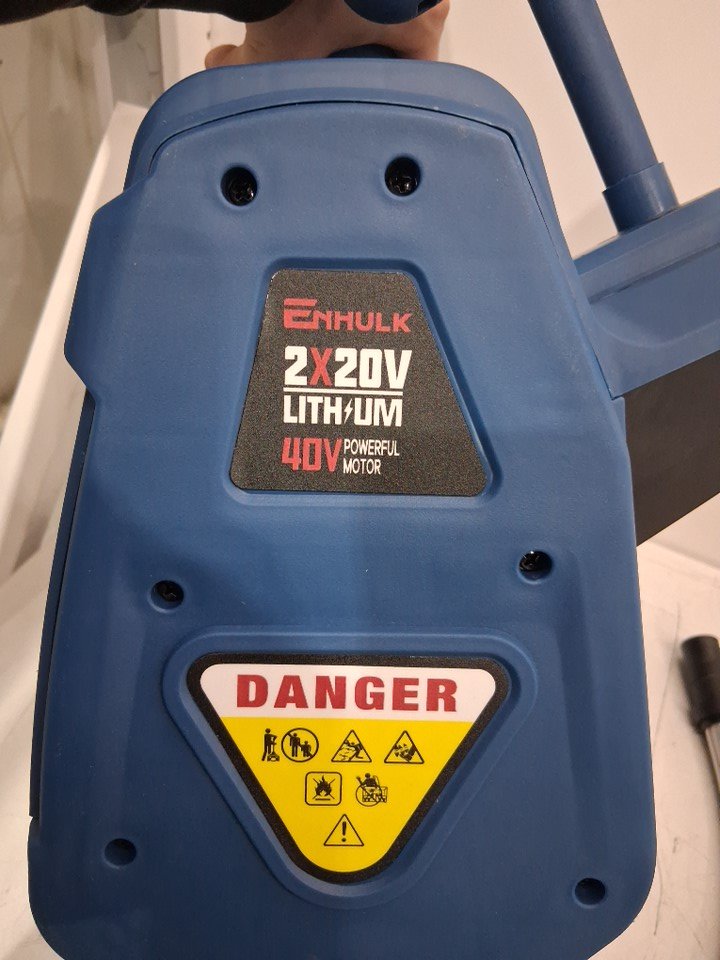 ENHULK
2X20V
LITHIUM
40V POWERFUL
MOTOR
DANGER